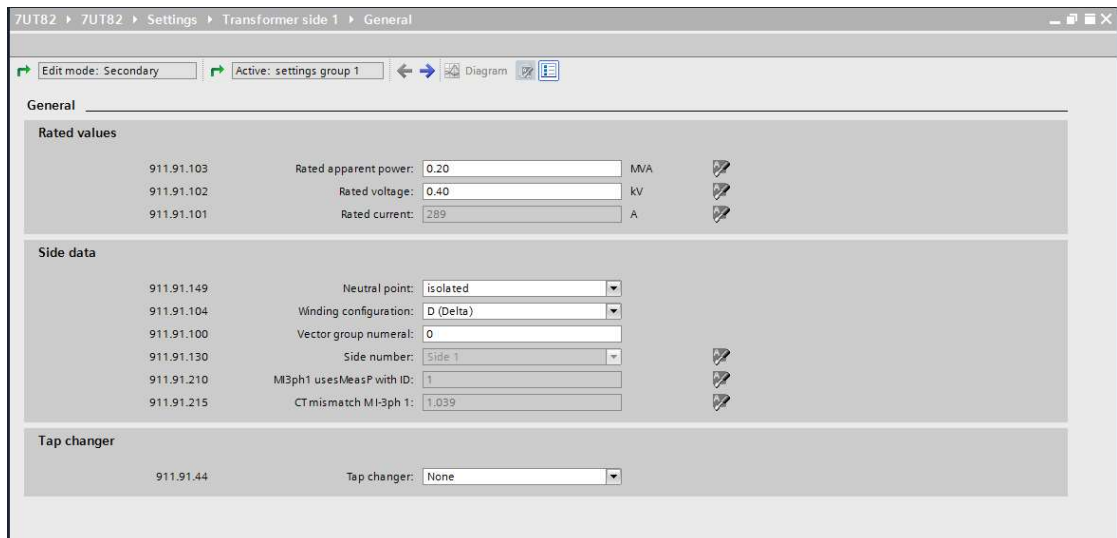 7UT82 ▸ 7UT82 ▸ Settings ▸ Transformer side 1 ▸ General
Edit mode: Secondary Active: settings group 1 Diagram
General
Rated values
911.91.103 Rated apparent power: 0.20 MVA
911.91.102 Rated voltage: 0.40 kV
911.91.101 Rated current: 289 A
Side data
911.91.149 Neutral point: isolated
911.91.104 Winding configuration: D (Delta)
911.91.100 Vector group numeral: 0
911.91.130 Side number: Side 1
911.91.210 MI3ph1 usesMeasP with ID: 1
911.91.215 CT mismatch MI-3ph 1: 1.039
Tap changer
911.91.44 Tap changer: None